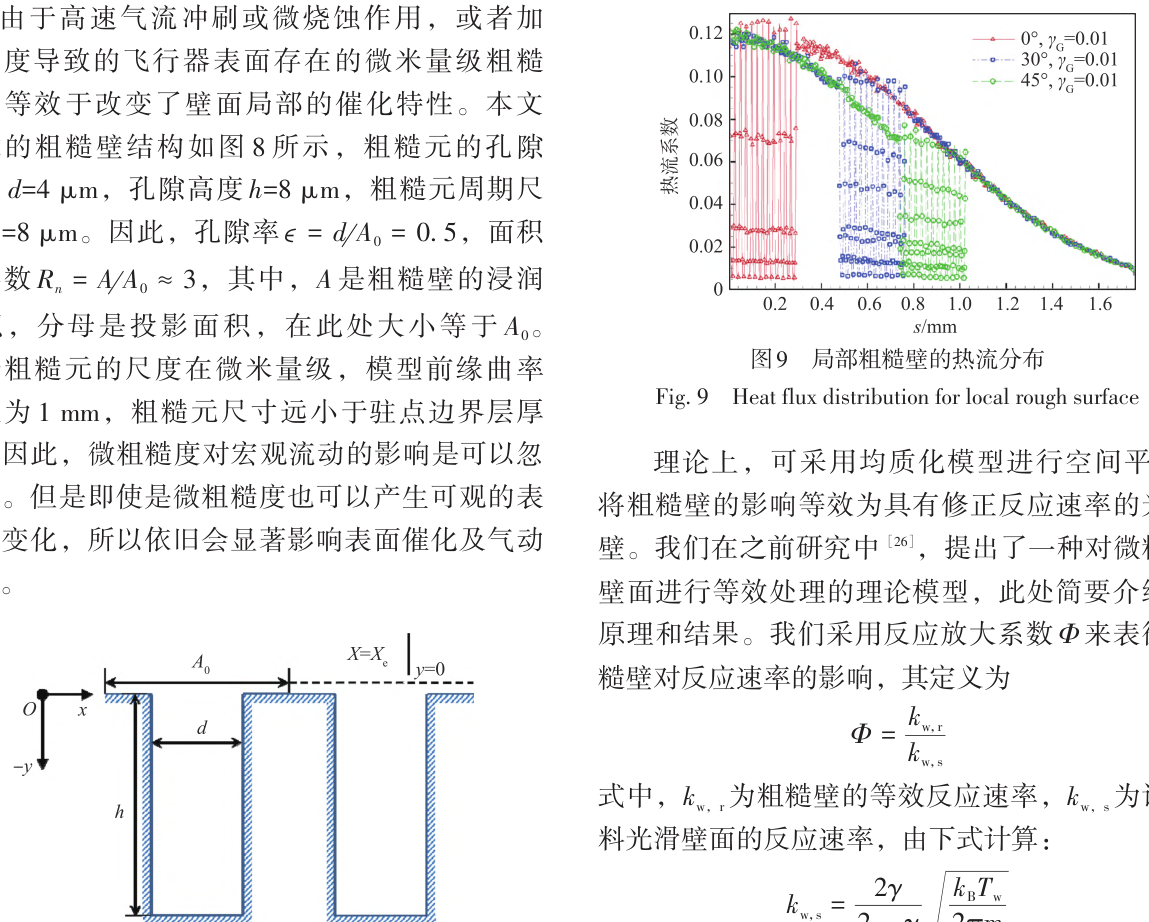 由于高速气流冲刷或微烧蚀作用，或者加
度导致的飞行器表面存在的微米量级粗糙
等效于改变了壁面局部的催化特性。本文
的粗糙壁结构如图8所示，粗糙元的孔隙
d=4 μm，孔隙高度h=8 μm，粗糙元周期尺
=8 μm。因此，孔隙率ϵ = d/A₀ = 0. 5，面积
数Rₙ = A/A₀ ≈ 3，其中，A是粗糙壁的浸润
，分母是投影面积，在此处大小等于A₀。
粗糙元的尺度在微米量级，模型前缘曲率
为1 mm，粗糙元尺寸远小于驻点边界层厚
因此，微粗糙度对宏观流动的影响是可以忽
。但是即使是微粗糙度也可以产生可观的表
变化，所以依旧会显著影响表面催化及气动
。
A₀
X=Xₑ
y=0
O
x
d
−y
h
0.12
0.10
0.08
0.06
0.04
0.02
0
热流系数
0°, γ_G=0.01
30°, γ_G=0.01
45°, γ_G=0.01
0.2 0.4 0.6 0.8 1.0 1.2 1.4 1.6
s/mm
图9 局部粗糙壁的热流分布
Fig. 9 Heat flux distribution for local rough surface
理论上，可采用均质化模型进行空间平
将粗糙壁的影响等效为具有修正反应速率的光
壁。我们在之前研究中[26]，提出了一种对微粗
壁面进行等效处理的理论模型，此处简要介绍
原理和结果。我们采用反应放大系数Φ来表征
糙壁对反应速率的影响，其定义为
Φ = k_{w, r}/k_{w, s}
式中，k_{w, r}为粗糙壁的等效反应速率，k_{w, s}为
料光滑壁面的反应速率，由下式计算：
k_{w,s} = 2γ/(2 − γ) √(k_B T_w/2πm)